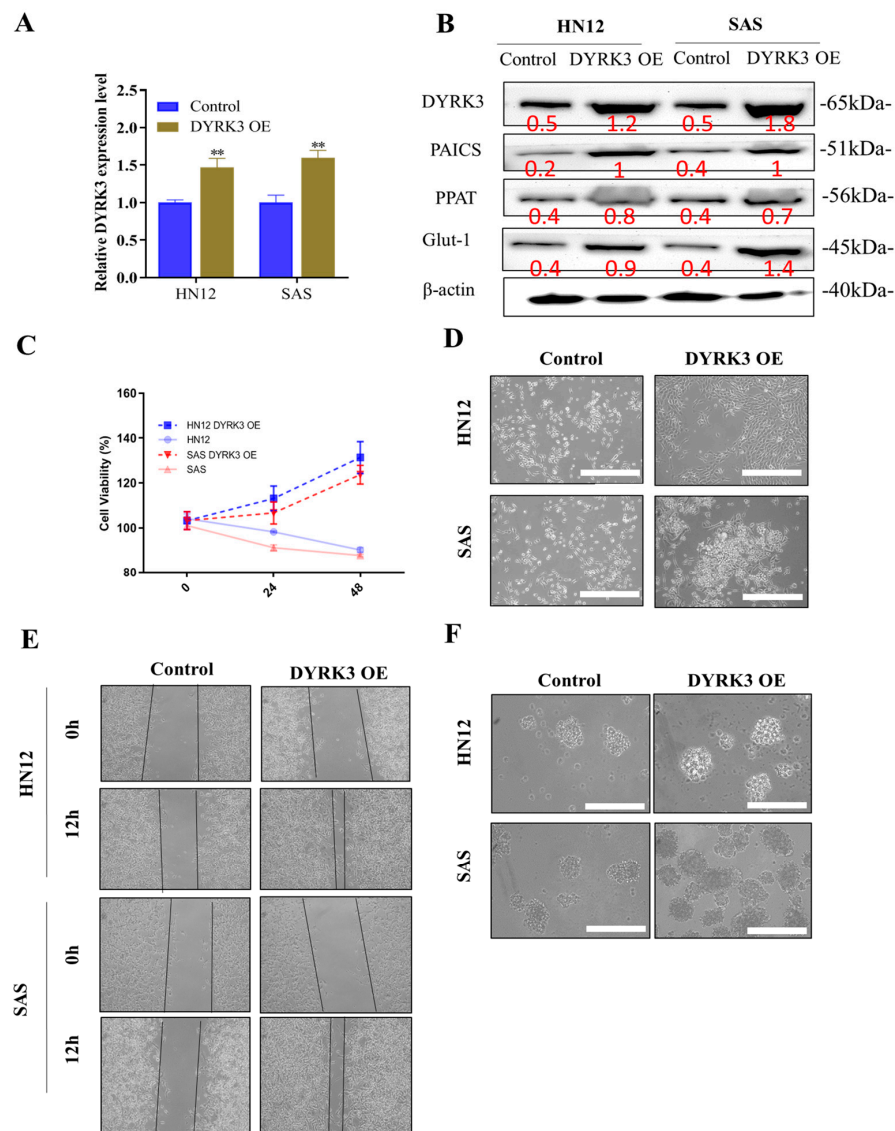 A
Relative DYRK3 expression level
2.5
2.0
1.5
1.0
0.5
0.0
Control
DYRK3 OE
**
**
HN12
SAS
B
HN12
SAS
Control
DYRK3 OE
Control
DYRK3 OE
DYRK3
-65kDa-
0.5
1.2
0.5
1.8
PAICS
-51kDa-
0.2
1
0.4
1
PPAT
-56kDa-
0.4
0.8
0.4
0.7
Glut-1
-45kDa-
0.4
0.9
0.4
1.4
β-actin
-40kDa-
C
Cell Viability (%)
160
140
120
100
80
HN12 DYRK3 OE
HN12
SAS DYRK3 OE
SAS
0
24
48
D
Control
DYRK3 OE
HN12
SAS
E
Control
DYRK3 OE
HN12
0h
12h
SAS
0h
12h
F
Control
DYRK3 OE
HN12
SAS